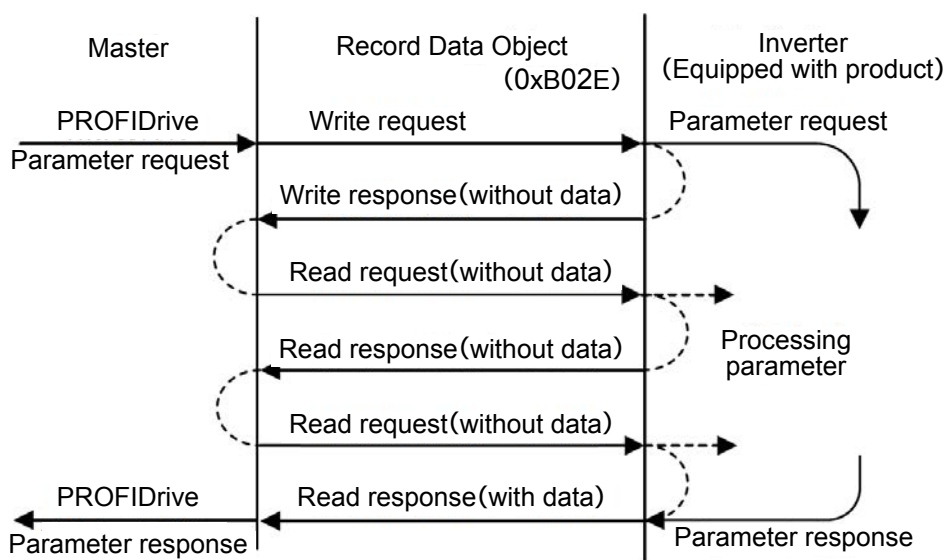 Master
Record Data Object
(0xB02E)
Inverter
(Equipped with product)
PROFIDrive
Parameter request
Write request
Parameter request
Write response(without data)
Read request(without data)
Read response(without data)
Processing
parameter
Read request(without data)
PROFIDrive
Parameter response
Read response(with data)
Parameter response